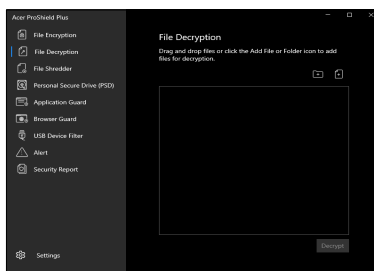 Acer ProShield Plus
File Encryption
File Decryption
File Shredder
Personal Secure Drive (PSD)
Application Guard
Browser Guard
USB Device Filter
Alert
Security Report
Settings
File Decryption
Drag and drop files or click the Add File or Folder icon to add
files for decryption.
Decrypt